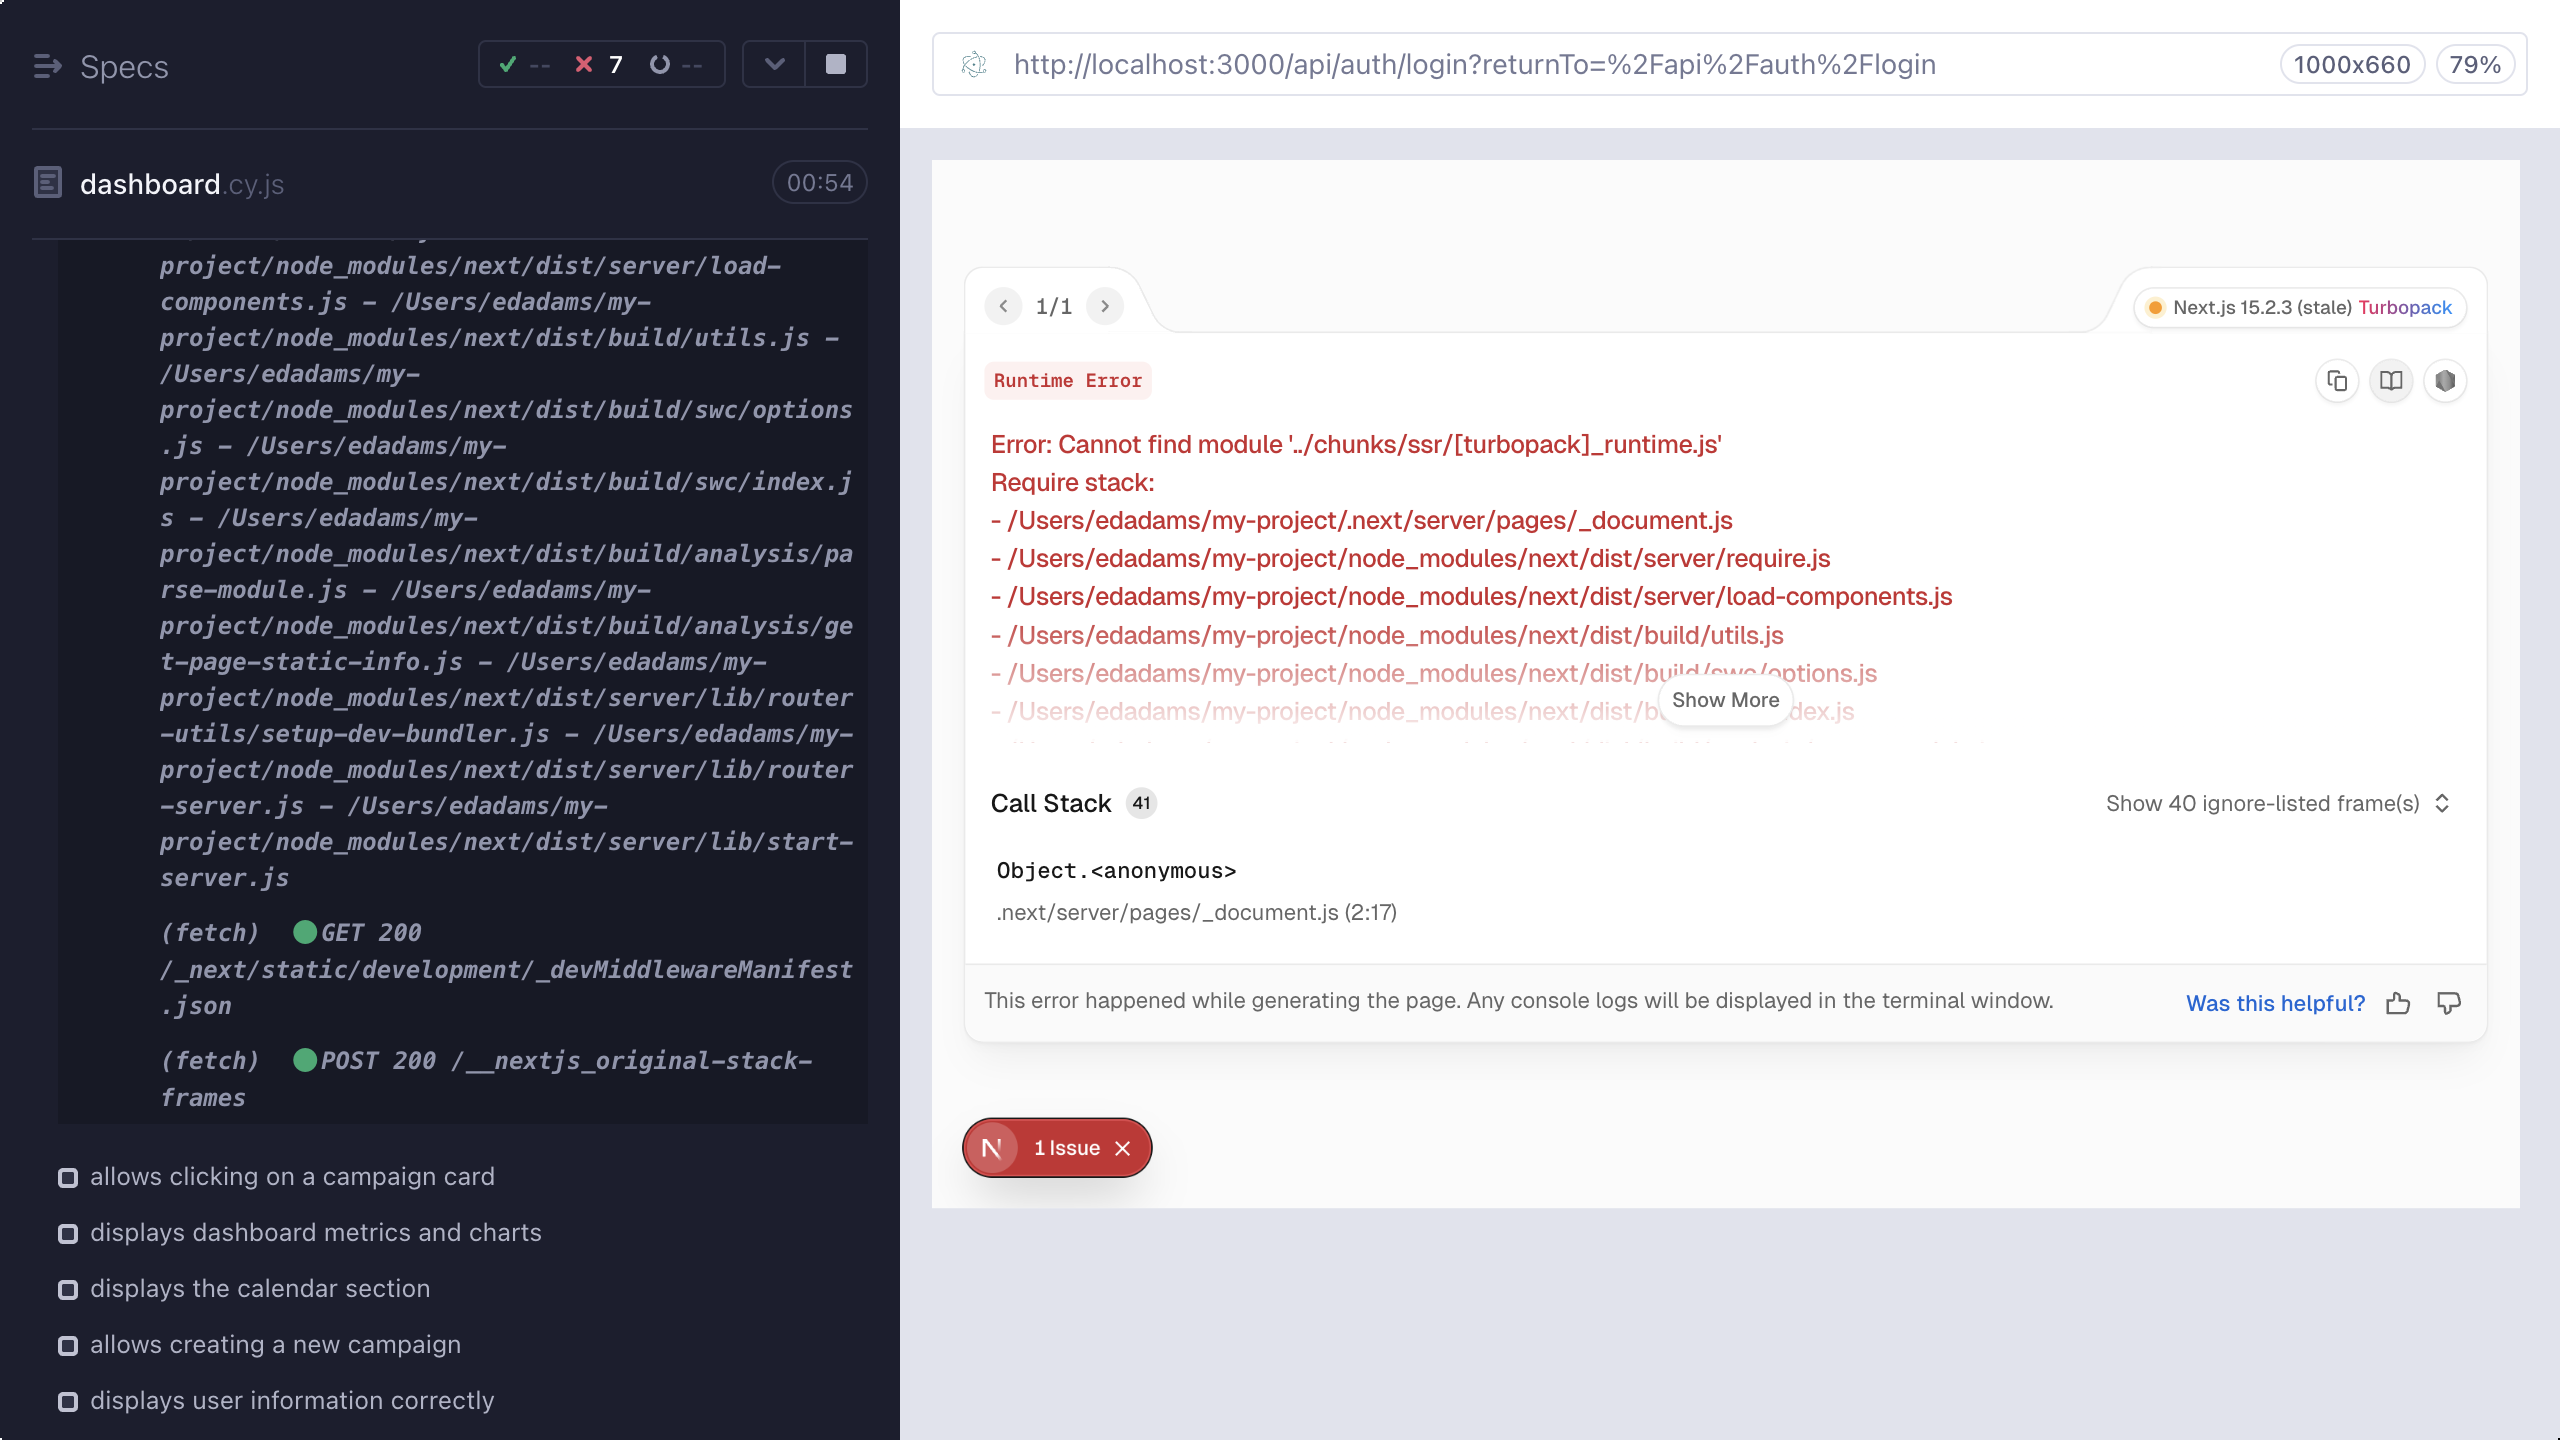 Specs
-- 7 --
dashboard.cy.js
00:54
project/node_modules/next/dist/server/load-
components.js - /Users/edadams/my-
project/node_modules/next/dist/build/utils.js -
/Users/edadams/my-
project/node_modules/next/dist/build/swc/options
.js - /Users/edadams/my-
project/node_modules/next/dist/build/swc/index.j
s - /Users/edadams/my-
project/node_modules/next/dist/build/analysis/pa
rse-module.js - /Users/edadams/my-
project/node_modules/next/dist/build/analysis/ge
t-page-static-info.js - /Users/edadams/my-
project/node_modules/next/dist/server/lib/router
-utils/setup-dev-bundler.js - /Users/edadams/my-
project/node_modules/next/dist/server/lib/router
-server.js - /Users/edadams/my-
project/node_modules/next/dist/server/lib/start-
server.js
(fetch) GET 200
/_next/static/development/_devMiddlewareManifest
.json
(fetch) POST 200 /__nextjs_original-stack-
frames
allows clicking on a campaign card
displays dashboard metrics and charts
displays the calendar section
allows creating a new campaign
displays user information correctly
http://localhost:3000/api/auth/login?returnTo=%2Fapi%2Fauth%2Flogin
1000x660
79%
1/1
Next.js 15.2.3 (stale) Turbopack
Runtime Error
Error: Cannot find module '../chunks/ssr/[turbopack]_runtime.js'
Require stack:
- /Users/edadams/my-project/.next/server/pages/_document.js
- /Users/edadams/my-project/node_modules/next/dist/server/require.js
- /Users/edadams/my-project/node_modules/next/dist/server/load-components.js
- /Users/edadams/my-project/node_modules/next/dist/build/utils.js
- /Users/edadams/my-project/node_modules/next/dist/build/swc/options.js
- /Users/edadams/my-project/node_modules/next/dist/
Show More
Call Stack 41
Show 40 ignore-listed frame(s)
Object.<anonymous>
.next/server/pages/_document.js (2:17)
This error happened while generating the page. Any console logs will be displayed in the terminal window.
Was this helpful?
N 1 Issue